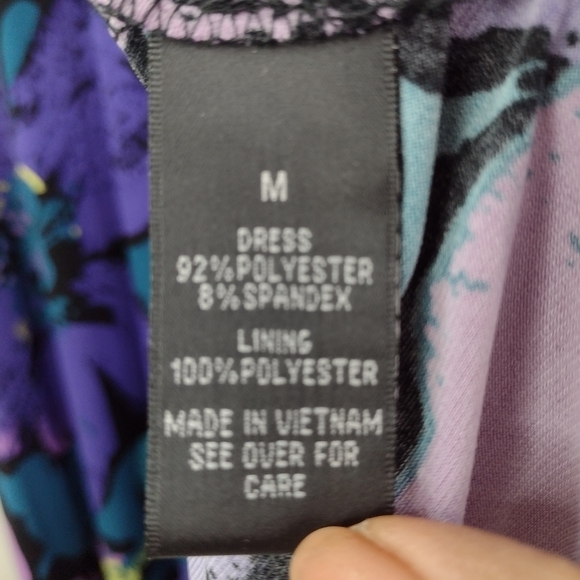 M
DRESS
92%POLYESTER
8%SPANDEX
LINING
100%POLYESTER
MADE IN VIETNAM
SEE OVER FOR
CARE